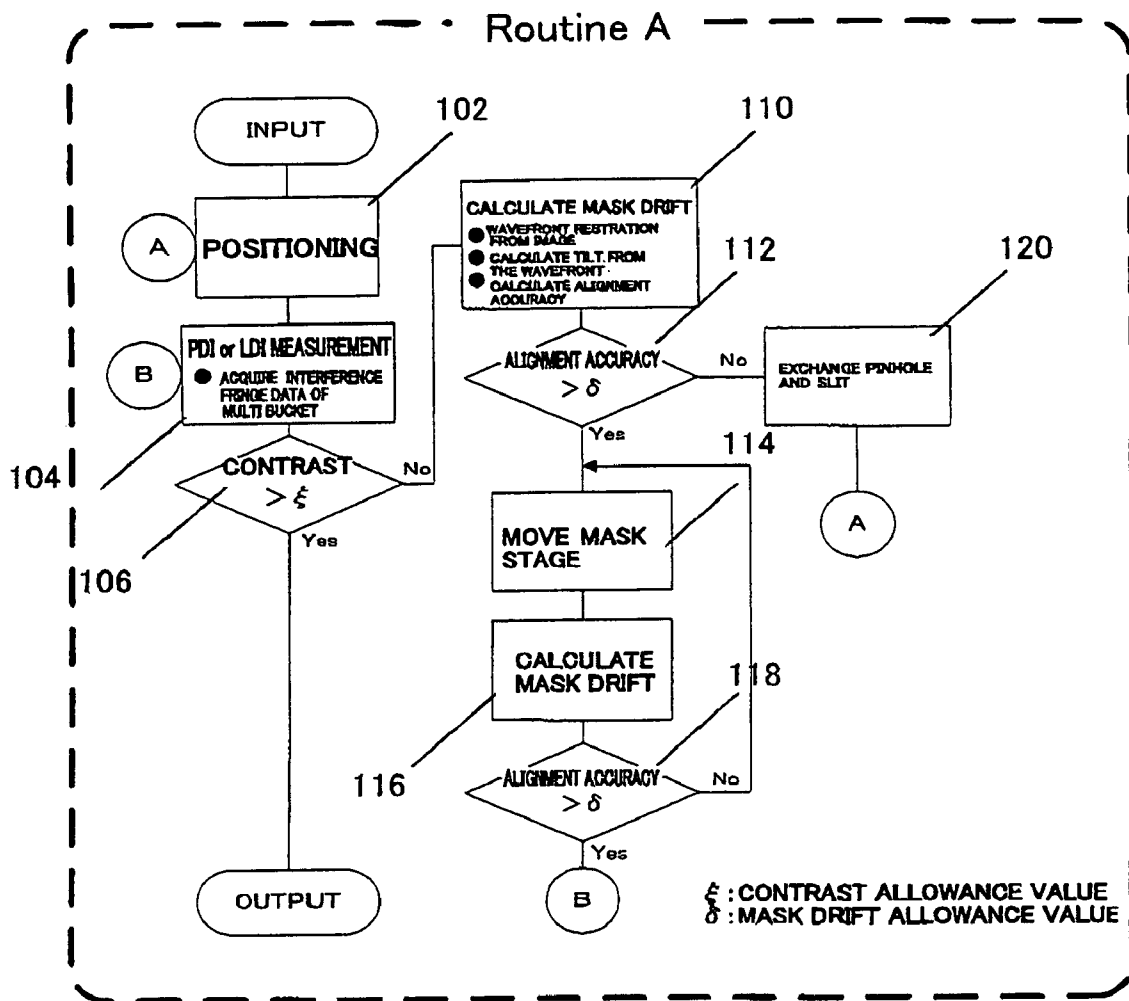 Routine A
INPUT
102
A
POSITIONING
B
PDI or LDI MEASUREMENT
● ACQUIRE INTERFERENCE
FRINGE DATA OF
MULTI BUCKET
104
CONTRAST
> ξ
No
Yes
106
OUTPUT
110
CALCULATE MASK DRIFT
● WAVEFRONT RESTRATION
FROM IMAGE
● CALCULATE TILT FROM
THE WAVEFRONT
● CALCULATE ALIGNMENT
ACCURACY
112
ALIGNMENT ACCURACY
> δ
No
Yes
120
EXCHANGE PINHOLE
AND SLIT
A
114
MOVE MASK
STAGE
CALCULATE
MASK DRIFT
116
118
ALIGNMENT ACCURACY
> δ
No
Yes
B
ξ : CONTRAST ALLOWANCE VALUE
δ : MASK DRIFT ALLOWANCE VALUE